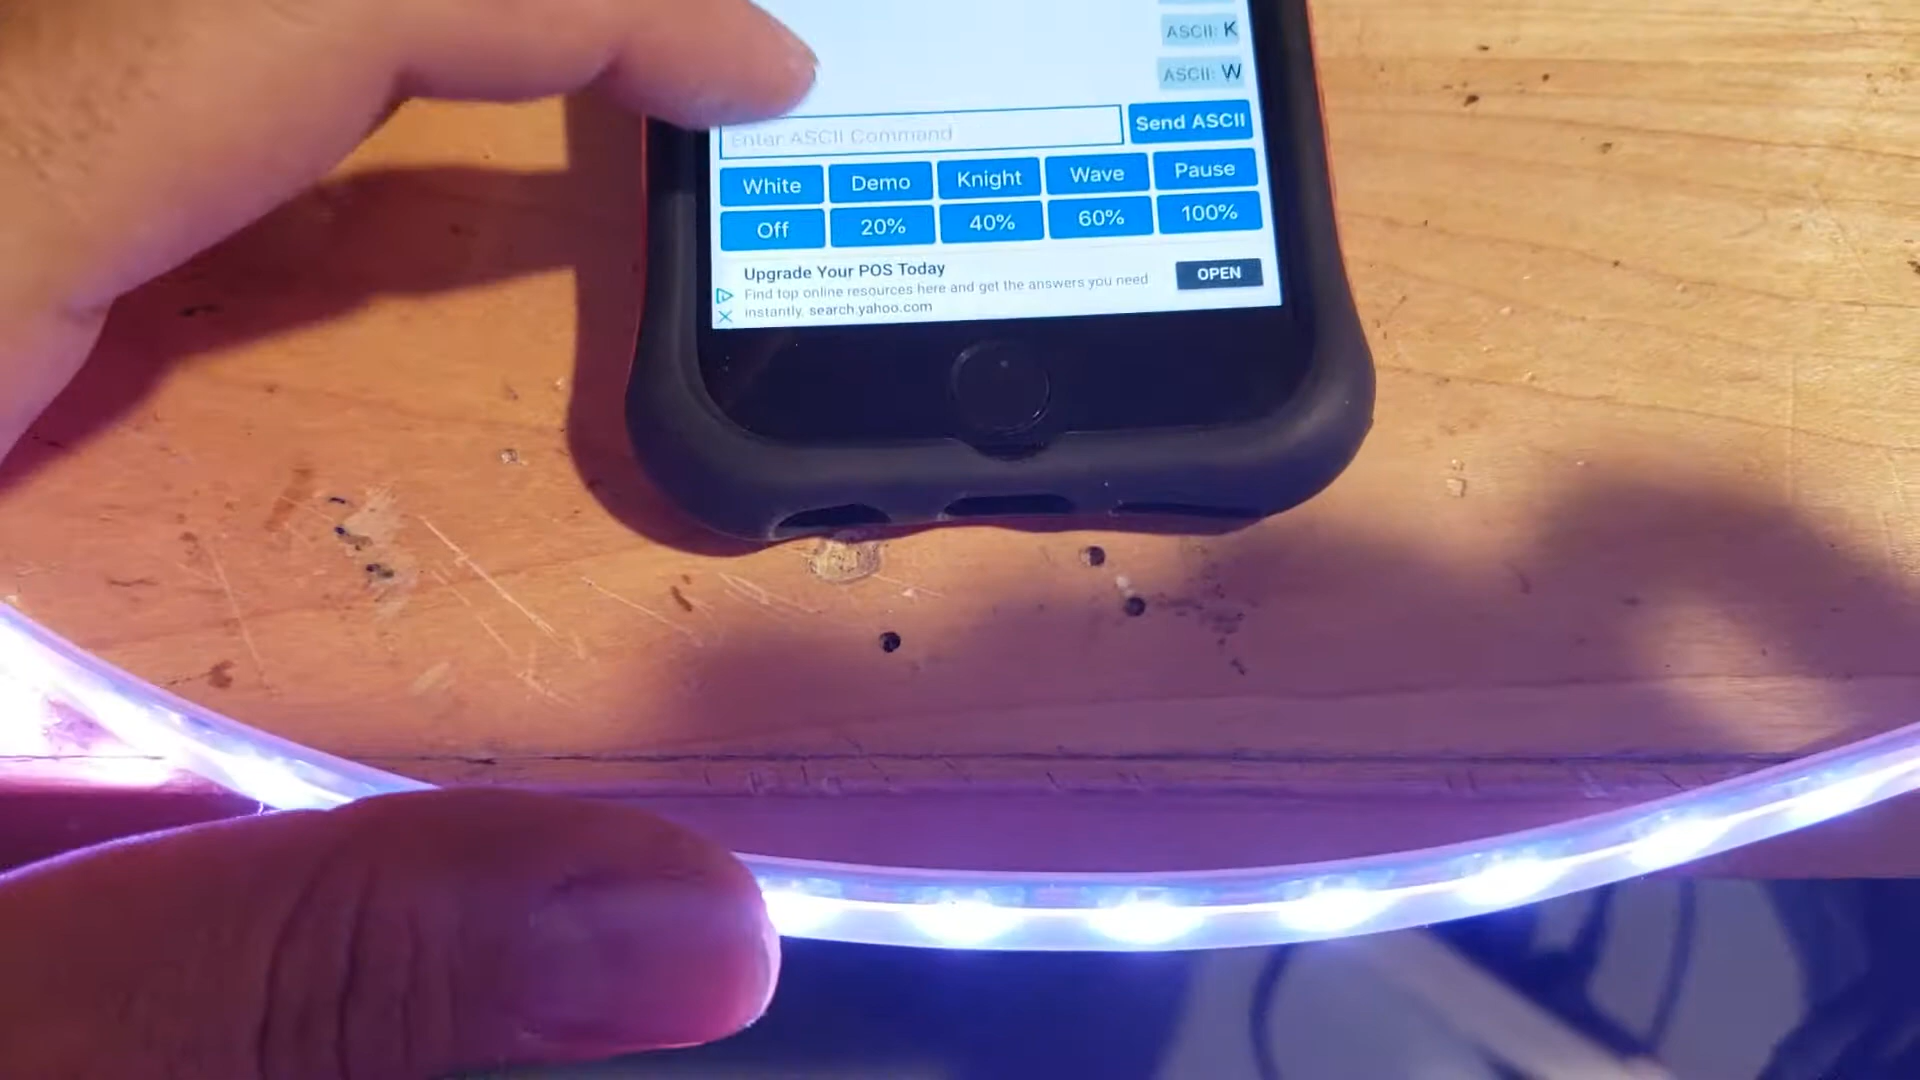 ASCII: K
ASCII: W
Enter ASCII Command
Send ASCII
White Demo Knight Wave Pause
Off 20% 40% 60% 100%
Upgrade Your POS Today
Find top online resources here and get the answers you need
instantly. search.yahoo.com
OPEN